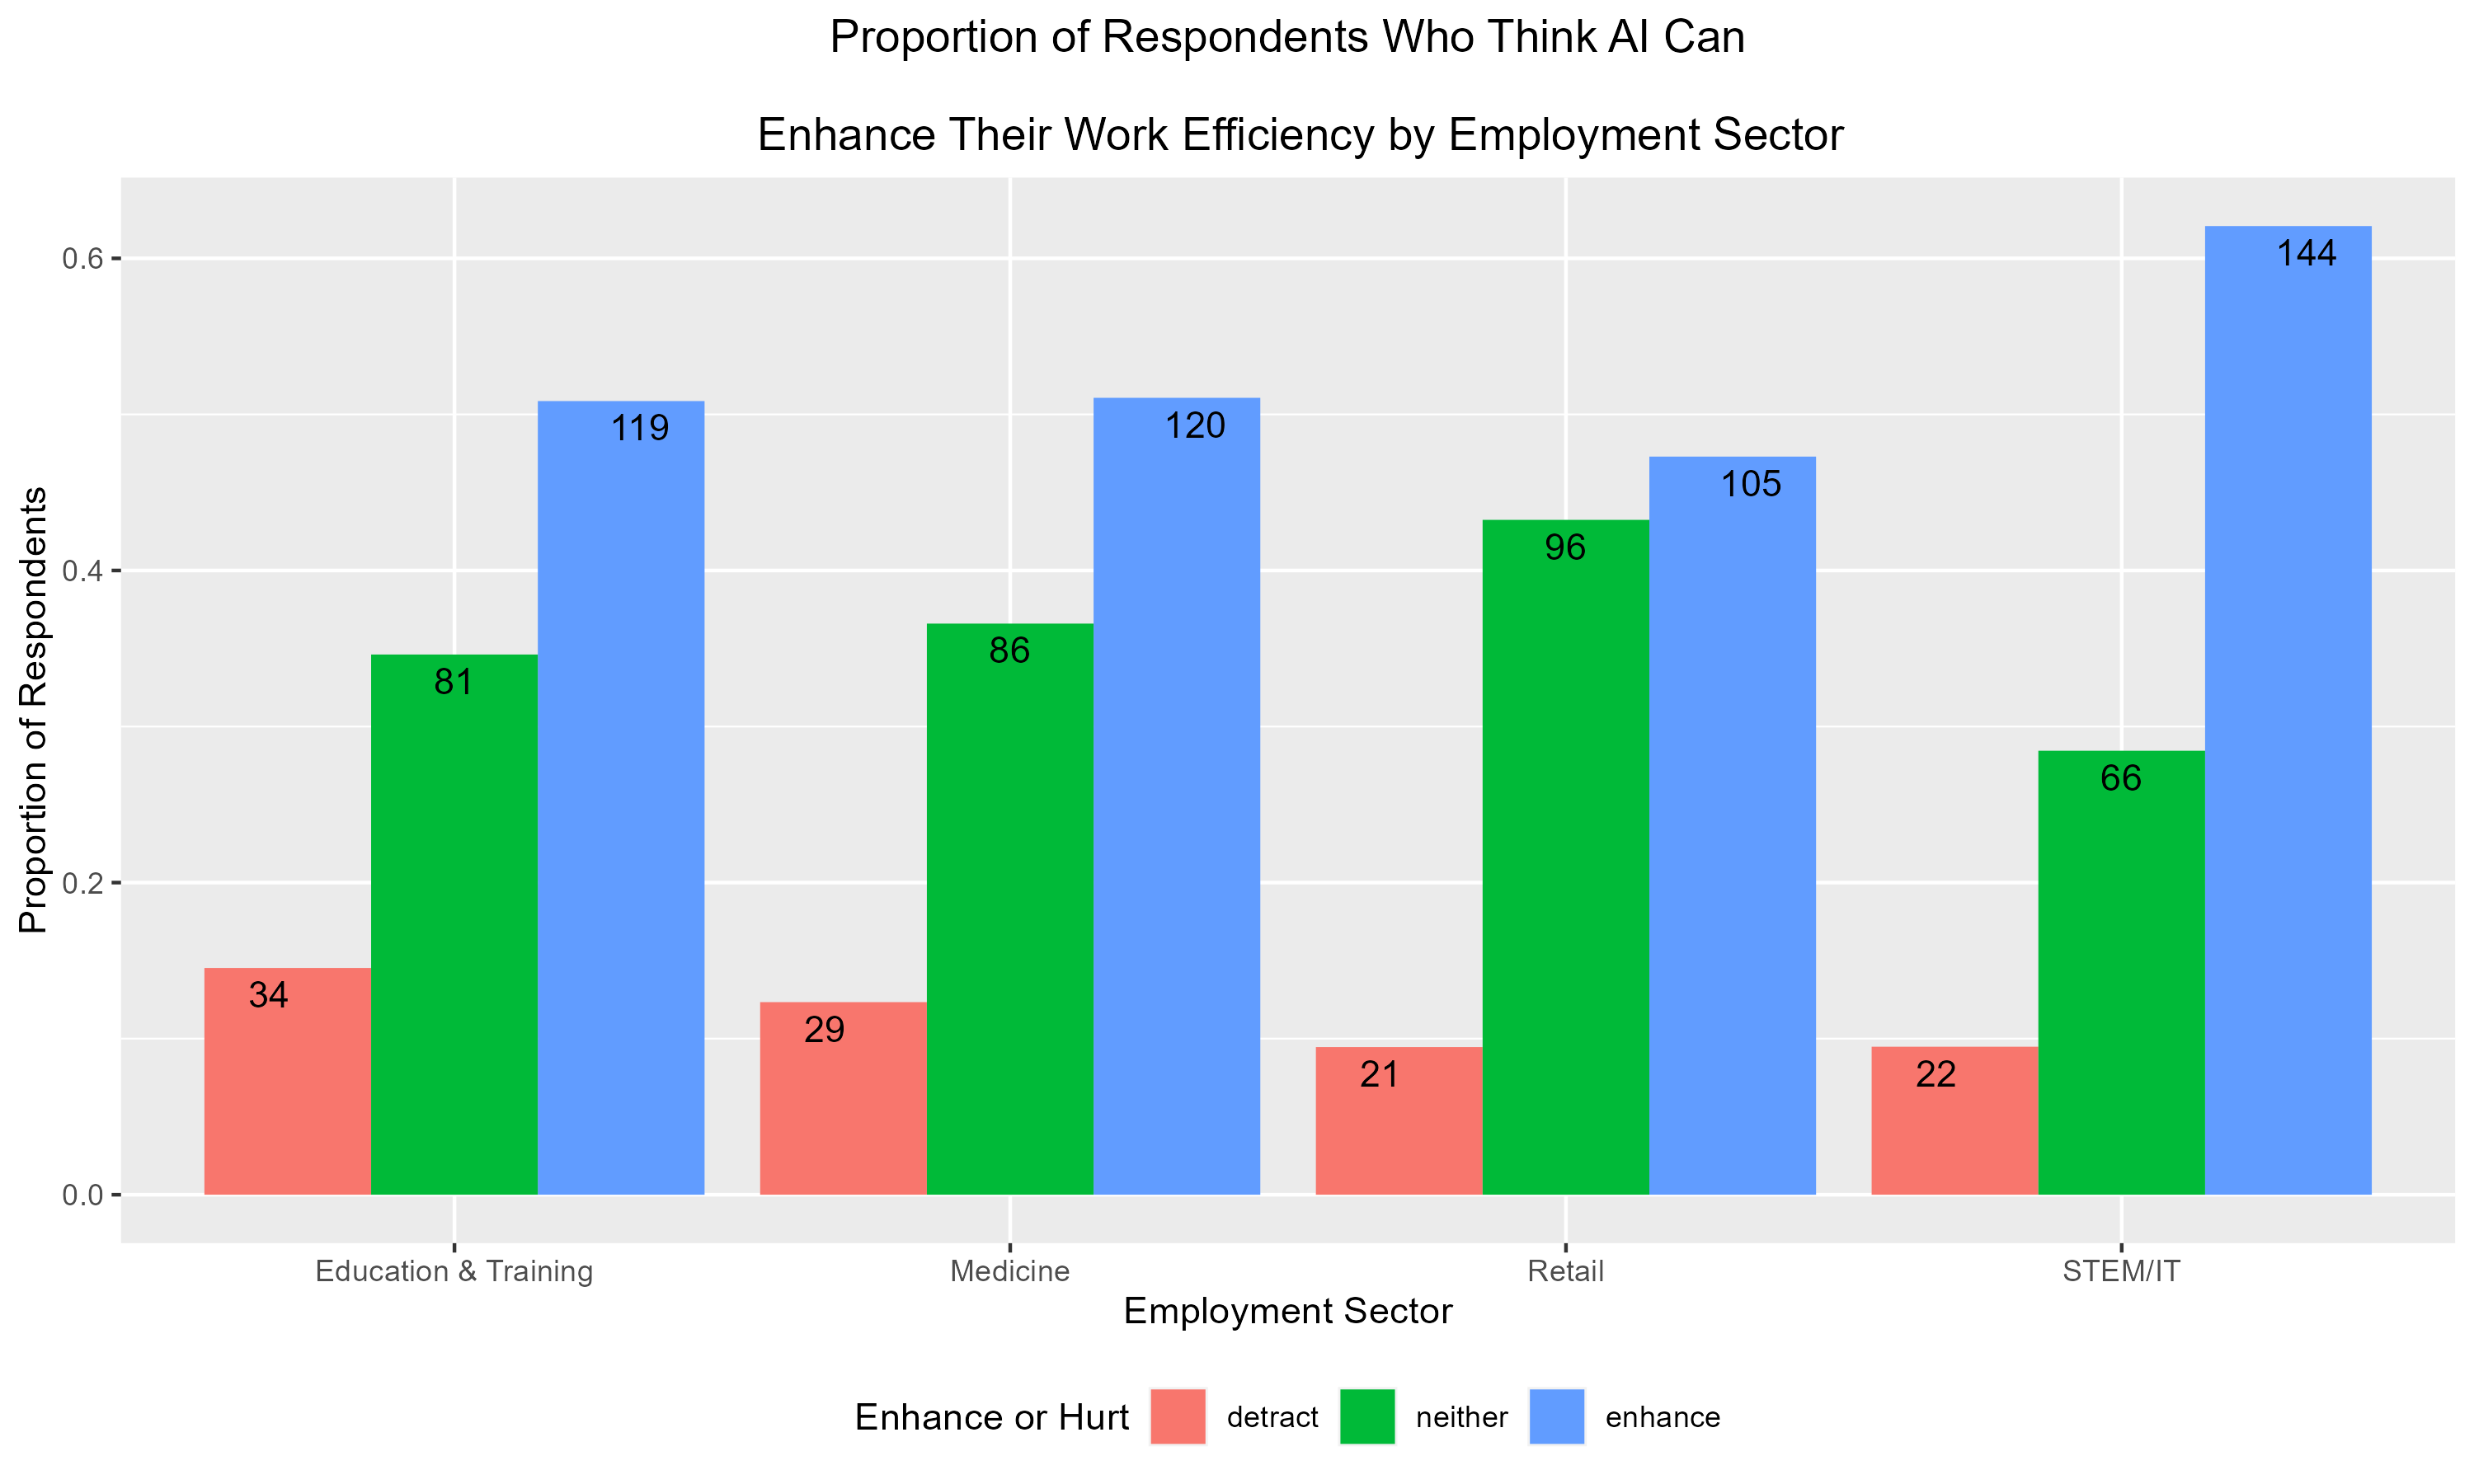 Proportion of Respondents Who Think AI Can
Enhance Their Work Efficiency by Employment Sector
Proportion of Respondents
0.6
0.4
0.2
0.0
34
81
119
29
86
120
21
96
105
22
66
144
Education & Training
Medicine
Retail
STEM/IT
Employment Sector
Enhance or Hurt
detract
neither
enhance